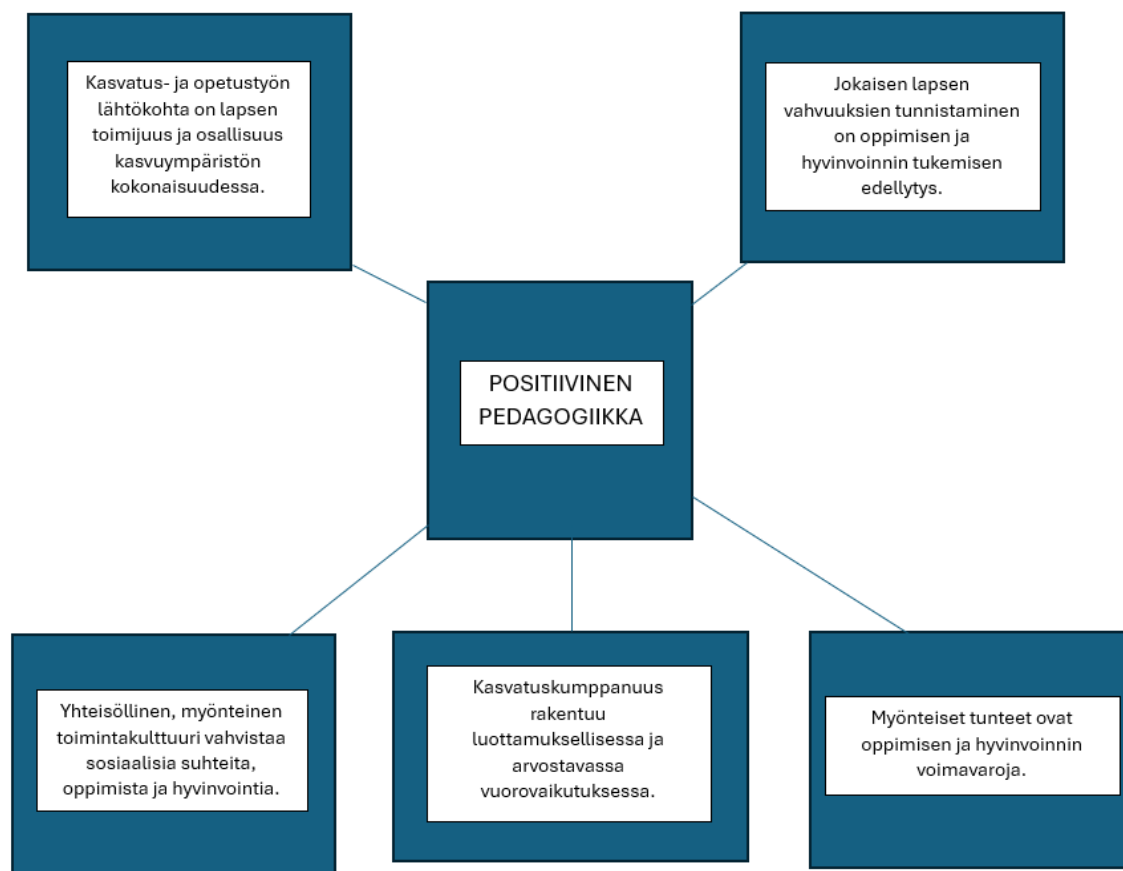 Kasvatus- ja opetustyön
lähtökohta on lapsen
toimijuus ja osallisuus
kasvuympäristön
kokonaisuudessa.
Jokaisen lapsen
vahvuuksien tunnistaminen
on oppimisen ja
hyvinvoinnin tukemisen
edellytys.
POSITIIVINEN
PEDAGOGIIKKA
Yhteisöllinen, myönteinen
toimintakulttuuri vahvistaa
sosiaalisia suhteita,
oppimista ja hyvinvointia.
Kasvatuskumppanuus
rakentuu
luottamuksellisessa ja
arvostavassa
vuorovaikutuksessa.
Myönteiset tunteet ovat
oppimisen ja hyvinvoinnin
voimavaroja.